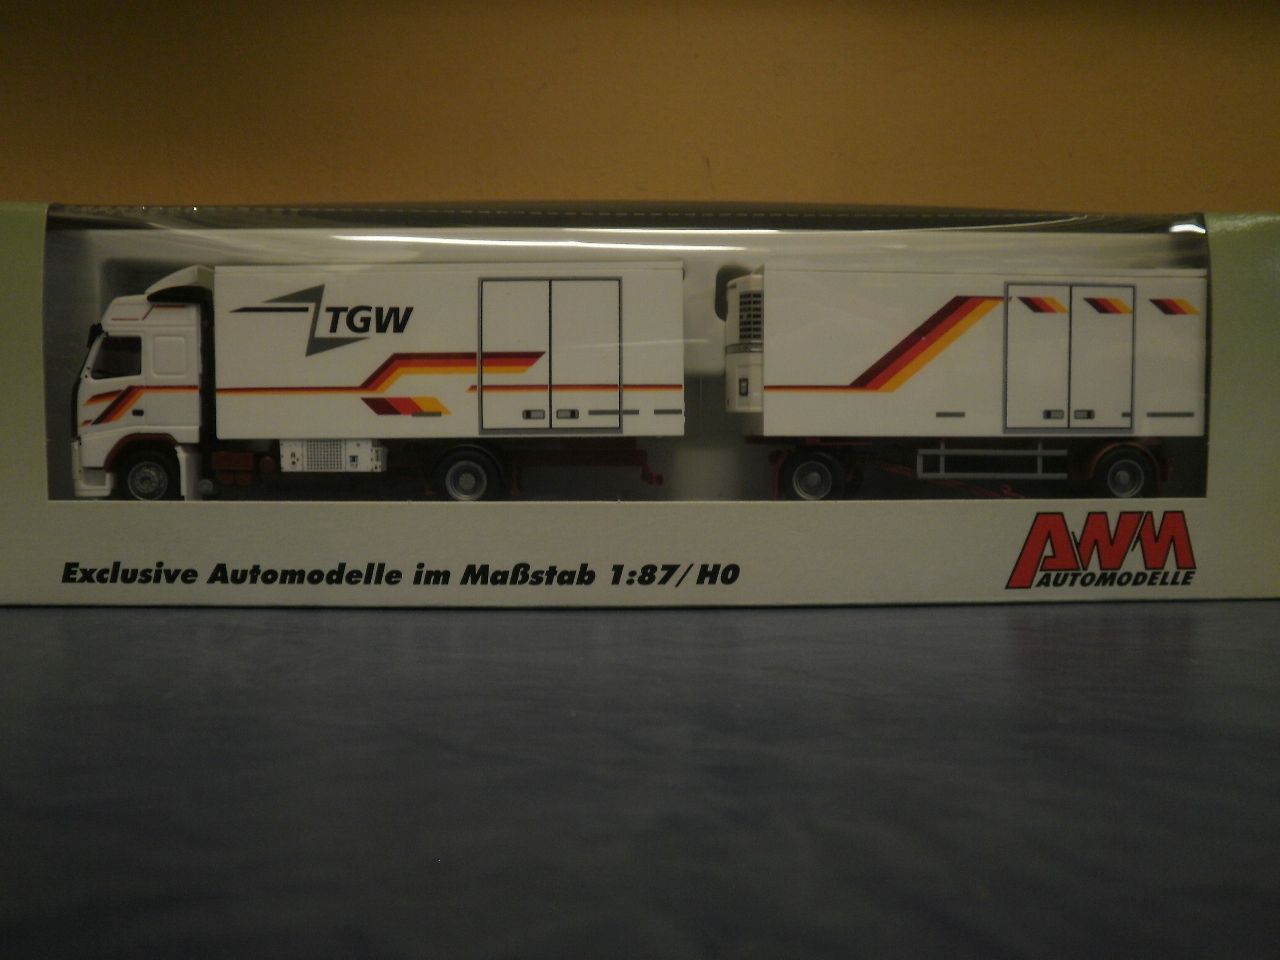 TGW
Exclusive Automodelle im Maßstab 1:87/H0
AWM
AUTOMODELLE